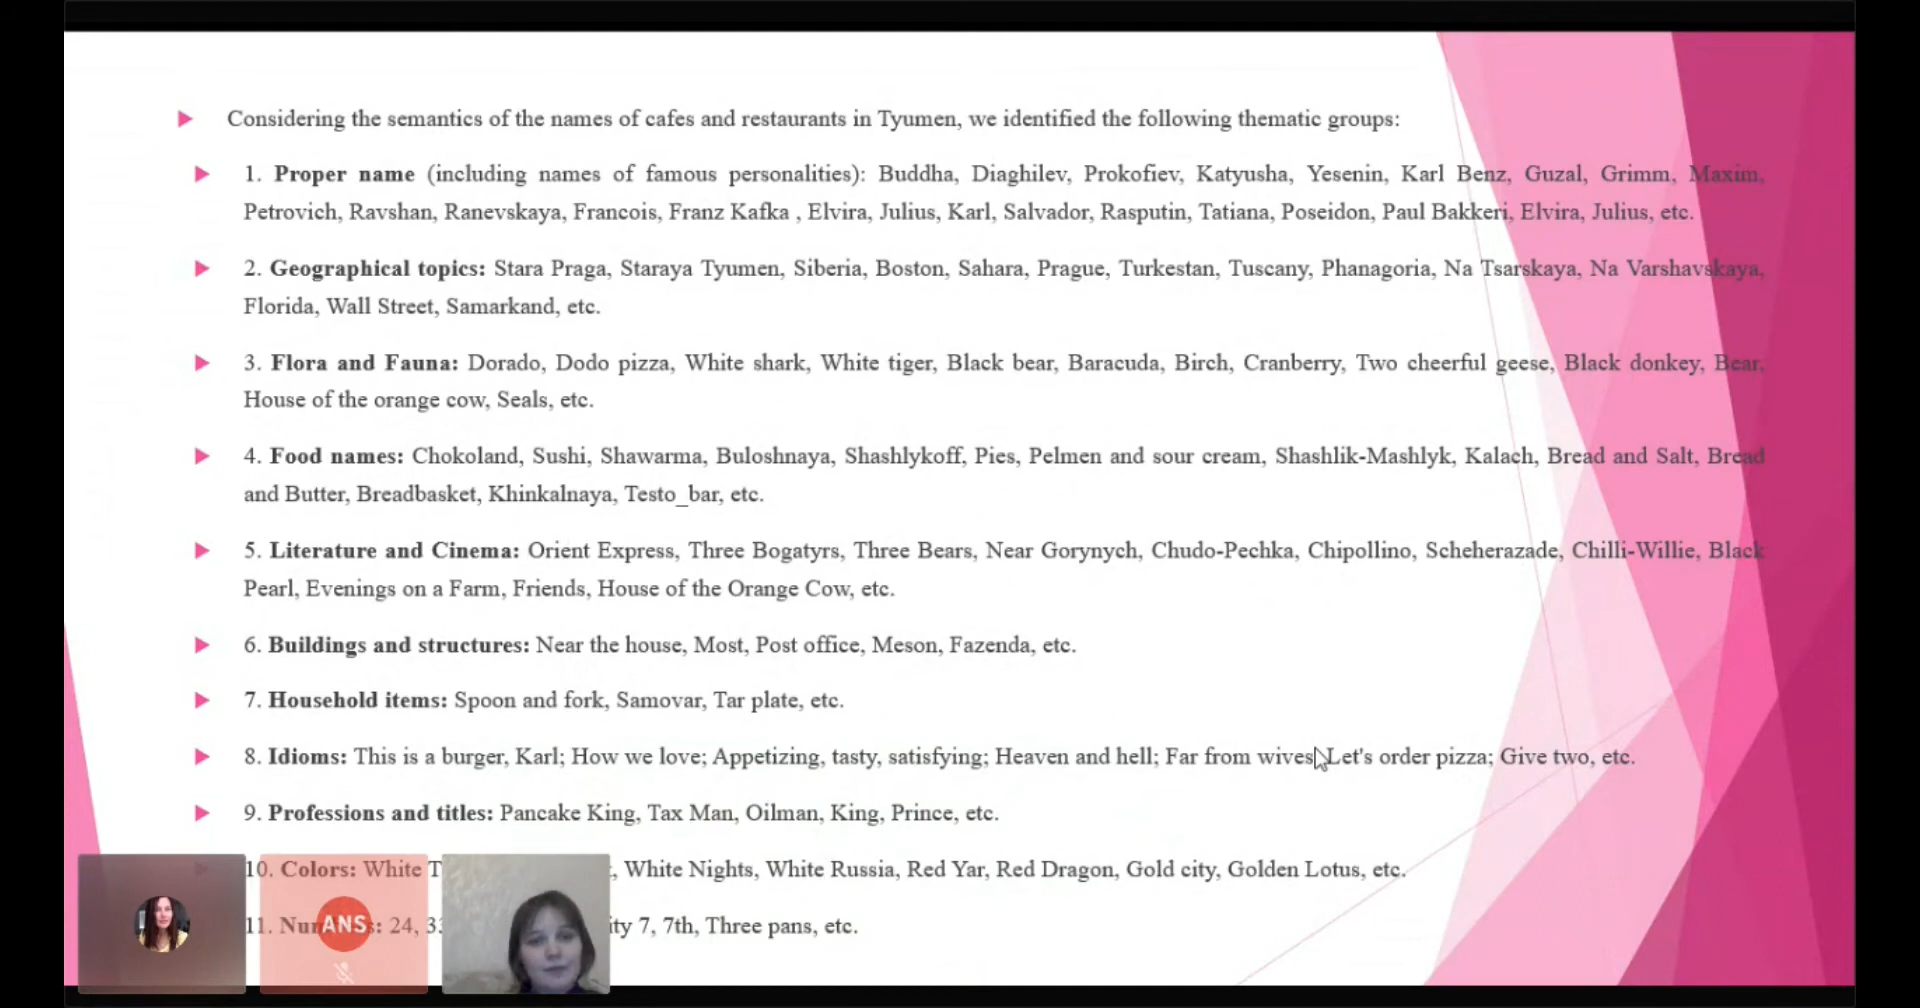 Considering the semantics of the names of cafes and restaurants in Tyumen, we identified the following thematic groups:
1. Proper name (including names of famous personalities): Buddha, Diaghilev, Prokofiev, Katyusha, Yesenin, Karl Benz, Guzal, Grimm, Maxim,
Petrovich, Ravshan, Ranevskaya, Francois, Franz Kafka , Elvira, Julius, Karl, Salvador, Rasputin, Tatiana, Poseidon, Paul Bakkeri, Elvira, Julius, etc.
2. Geographical topics: Stara Praga, Staraya Tyumen, Siberia, Boston, Sahara, Prague, Turkestan, Tuscany, Phanagoria, Na Tsarskaya, Na Varshavskaya,
Florida, Wall Street, Samarkand, etc.
3. Flora and Fauna: Dorado, Dodo pizza, White shark, White tiger, Black bear, Baracuda, Birch, Cranberry, Two cheerful geese, Black donkey, Bear,
House of the orange cow, Seals, etc.
4. Food names: Chokoland, Sushi, Shawarma, Buloshnaya, Shashlykoff, Pies, Pelmen and sour cream, Shashlik-Mashlyk, Kalach, Bread and Salt, Bread
and Butter, Breadbasket, Khinkalnaya, Testo_bar, etc.
5. Literature and Cinema: Orient Express, Three Bogatyrs, Three Bears, Near Gorynych, Chudo-Pechka, Chipollino, Scheherazade, Chilli-Willie, Black
Pearl, Evenings on a Farm, Friends, House of the Orange Cow, etc.
6. Buildings and structures: Near the house, Most, Post office, Meson, Fazenda, etc.
7. Household items: Spoon and fork, Samovar, Tar plate, etc.
8. Idioms: This is a burger, Karl; How we love; Appetizing, tasty, satisfying; Heaven and hell; Far from wives Let's order pizza; Give two, etc.
9. Professions and titles: Pancake King, Tax Man, Oilman, King, Prince, etc.
10. Colors: White , White Nights, White Russia, Red Yar, Red Dragon, Gold city, Golden Lotus, etc.
11. 24, 7, 7th, Three pans, etc.
ANS